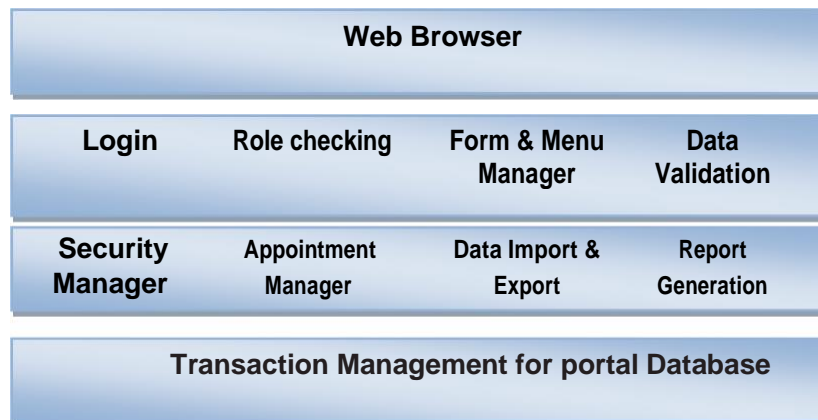 Web Browser
Login Role checking Form & Menu Data
Manager Validation
Security Appointment Data Import & Report
Manager Manager Export Generation
Transaction Management for portal Database